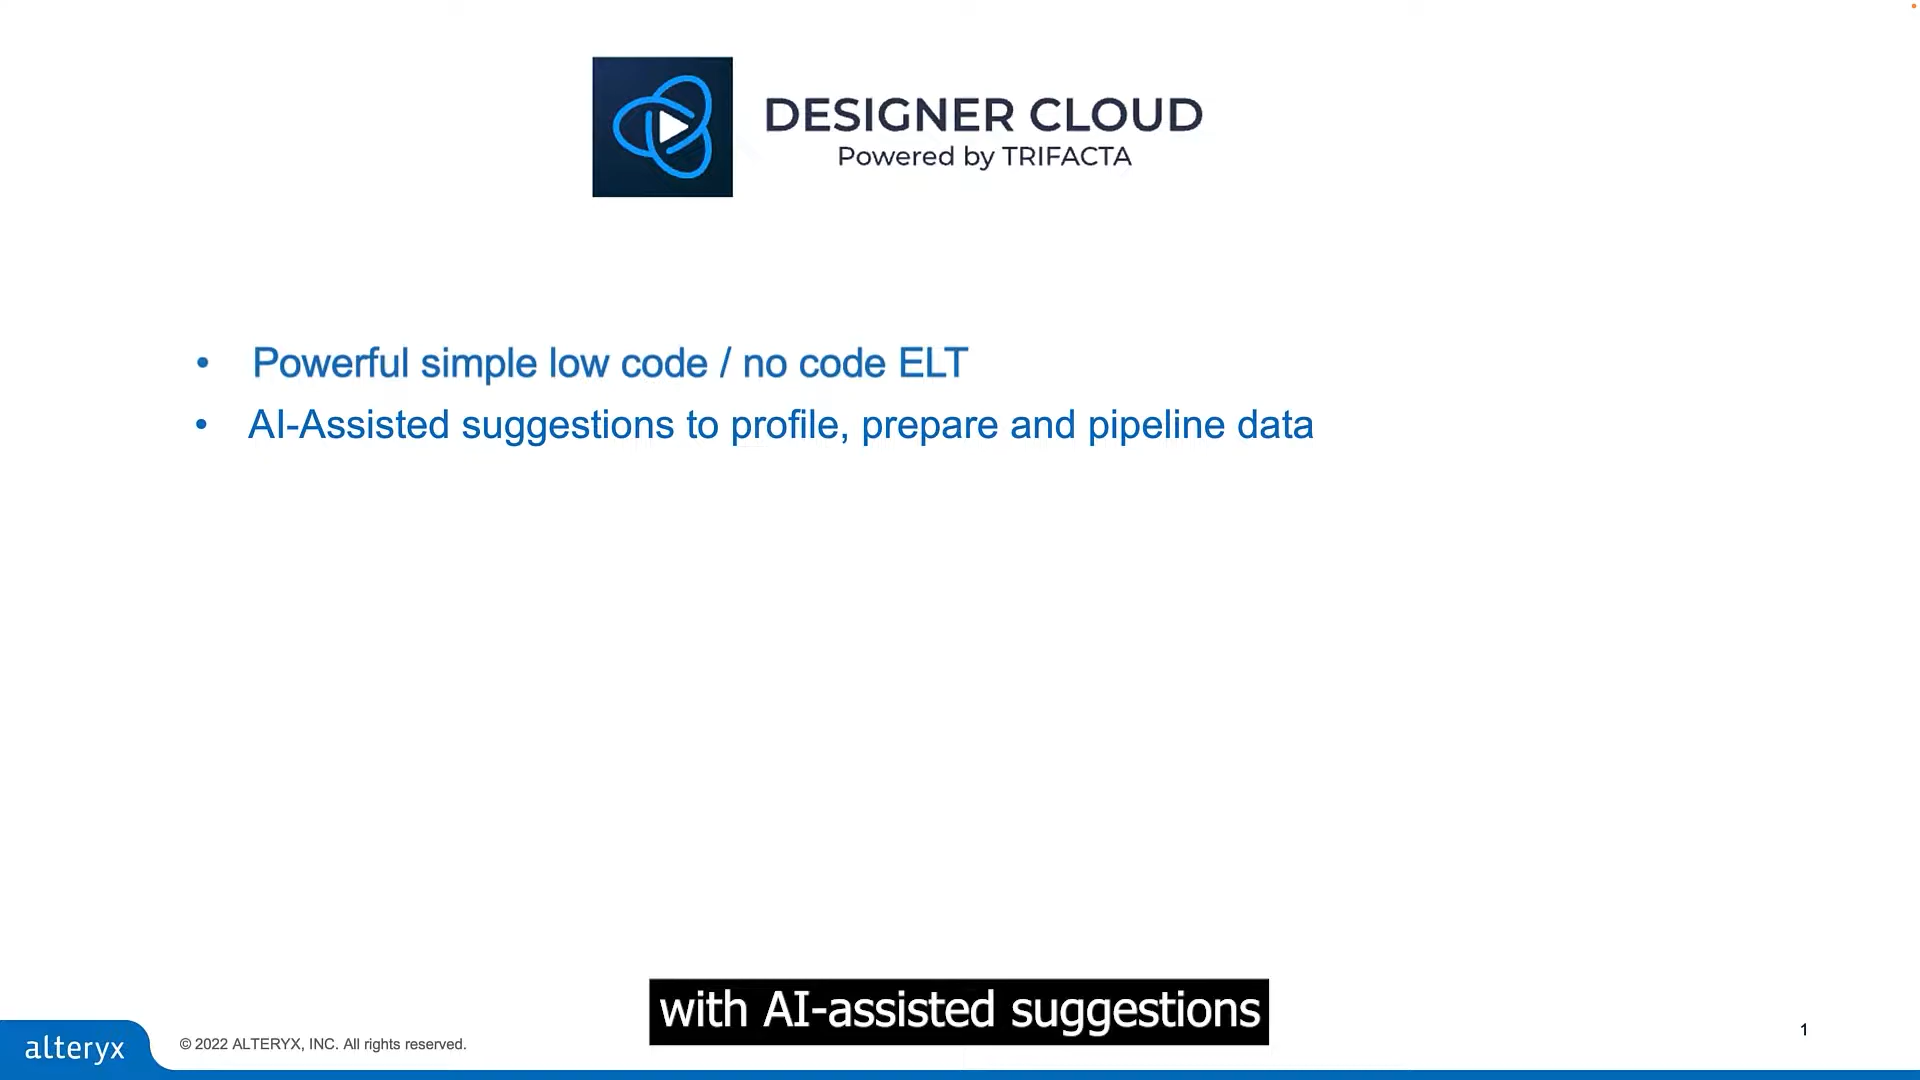 DESIGNER CLOUD
Powered by TRIFACTA
• Powerful simple low code / no code ELT
• AI-Assisted suggestions to profile, prepare and pipeline data
with AI-assisted suggestions
alteryx
© 2022 ALTERYX, INC. All rights reserved.
1